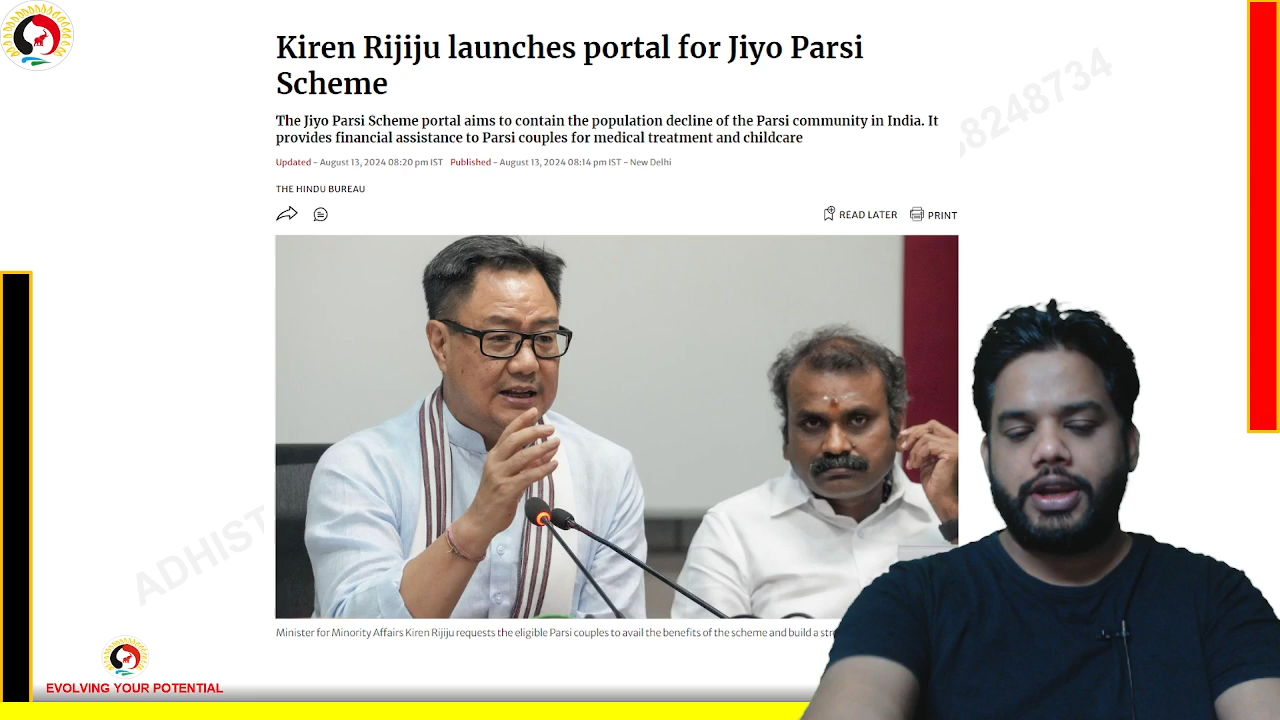 Kiren Rijiju launches portal for Jiyo Parsi
Scheme
The Jiyo Parsi Scheme portal aims to contain the population decline of the Parsi community in India. It
provides financial assistance to Parsi couples for medical treatment and childcare
Updated - August 13, 2024 08:20 pm IST Published - August 13, 2024 08:14 pm IST - New Delhi
THE HINDU BUREAU
READ LATER PRINT
8248734
ADHIST
Minister for Minority Affairs Kiren Rijiju requests the eligible Parsi couples to avail the benefits of the scheme and build a
EVOLVING YOUR POTENTIAL